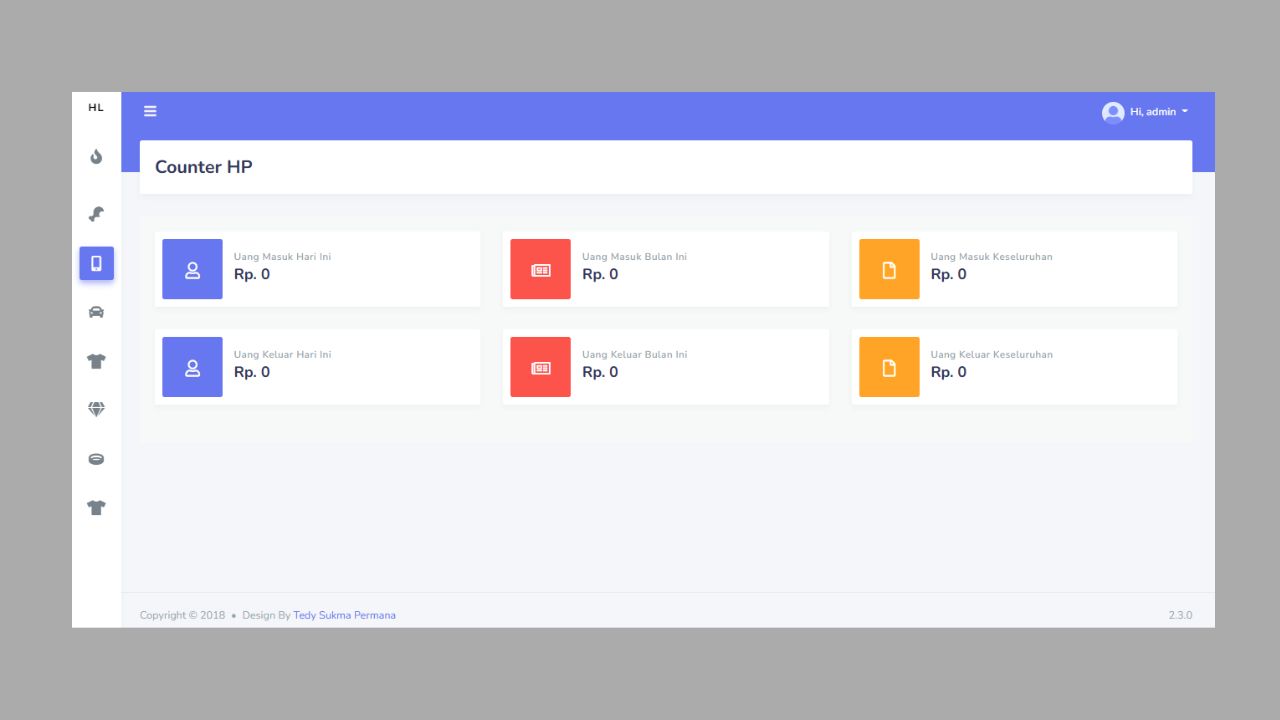 HL
Hi, admin
Counter HP
Uang Masuk Hari Ini
Rp. 0
Uang Masuk Bulan Ini
Rp. 0
Uang Masuk Keseluruhan
Rp. 0
Uang Keluar Hari Ini
Rp. 0
Uang Keluar Bulan Ini
Rp. 0
Uang Keluar Keseluruhan
Rp. 0
Copyright © 2018 • Design By Tedy Sukma Permana
2.3.0